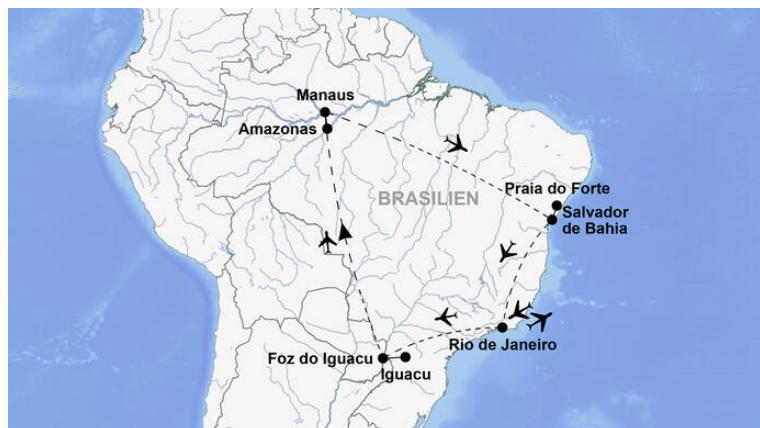 Manaus
Amazonas
BRASILIEN
Praia do Forte
Salvador
de Bahia
Rio de Janeiro
Foz do Iguacu
Iguacu